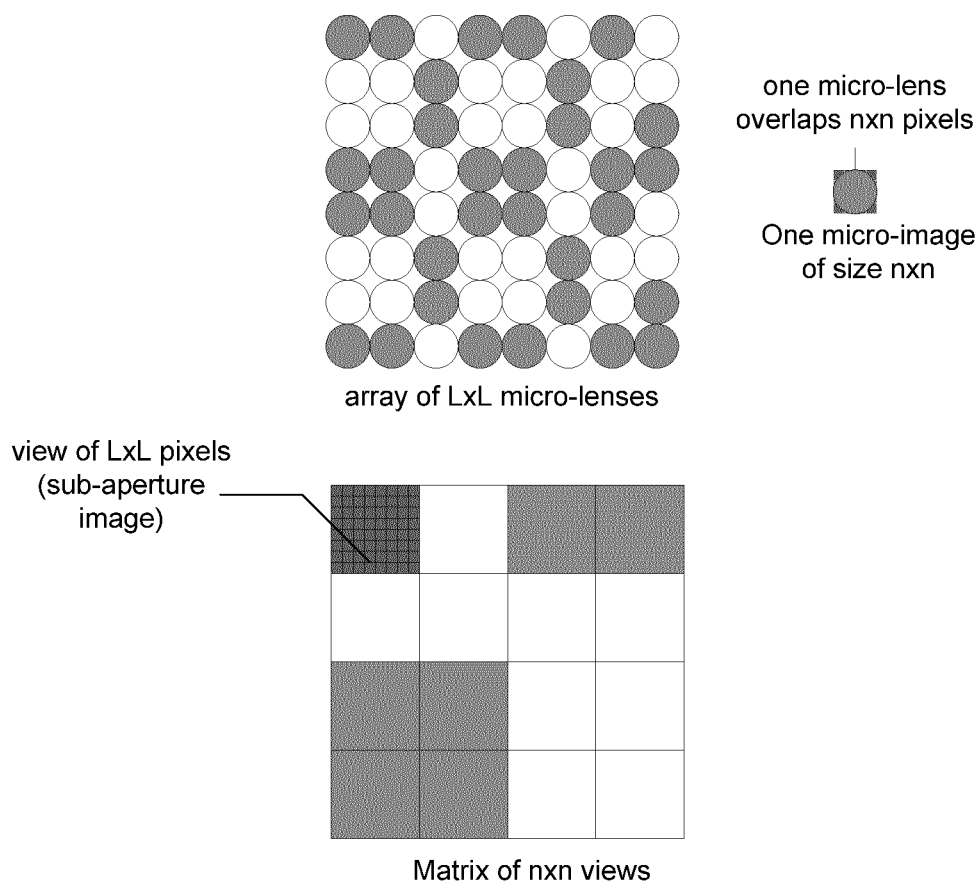 one micro-lens
overlaps nxn pixels
One micro-image
of size nxn
array of LxL micro-lenses
view of LxL pixels
(sub-aperture
image)
Matrix of nxn views